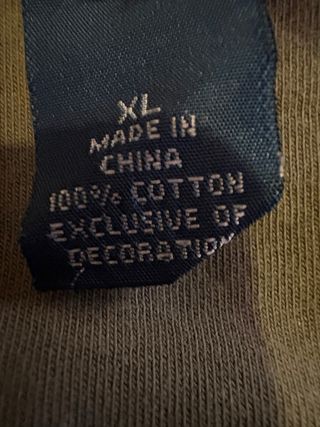 XL
MADE IN
CHINA
100% COTTON
EXCLUSIVE OF
DECORATION